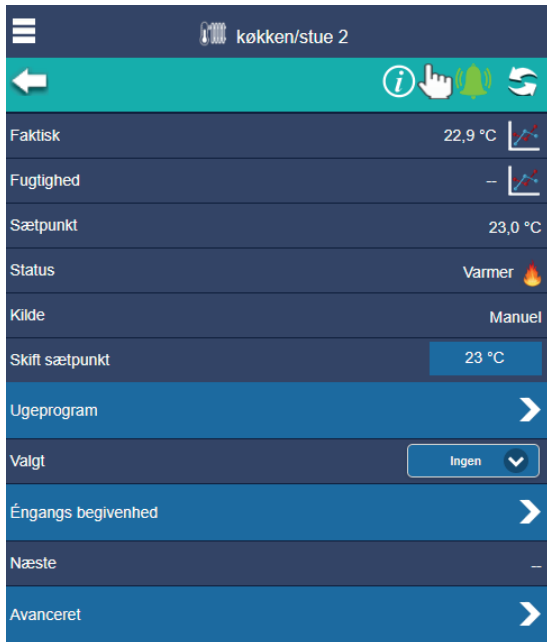 køkken/stue 2
Faktisk 22,9 °C
Fugtighed --
Sætpunkt 23,0 °C
Status Varmer
Kilde Manuel
Skift sætpunkt 23 °C
Ugeprogram
Valgt Ingen
Éngangs begivenhed
Næste --
Avanceret